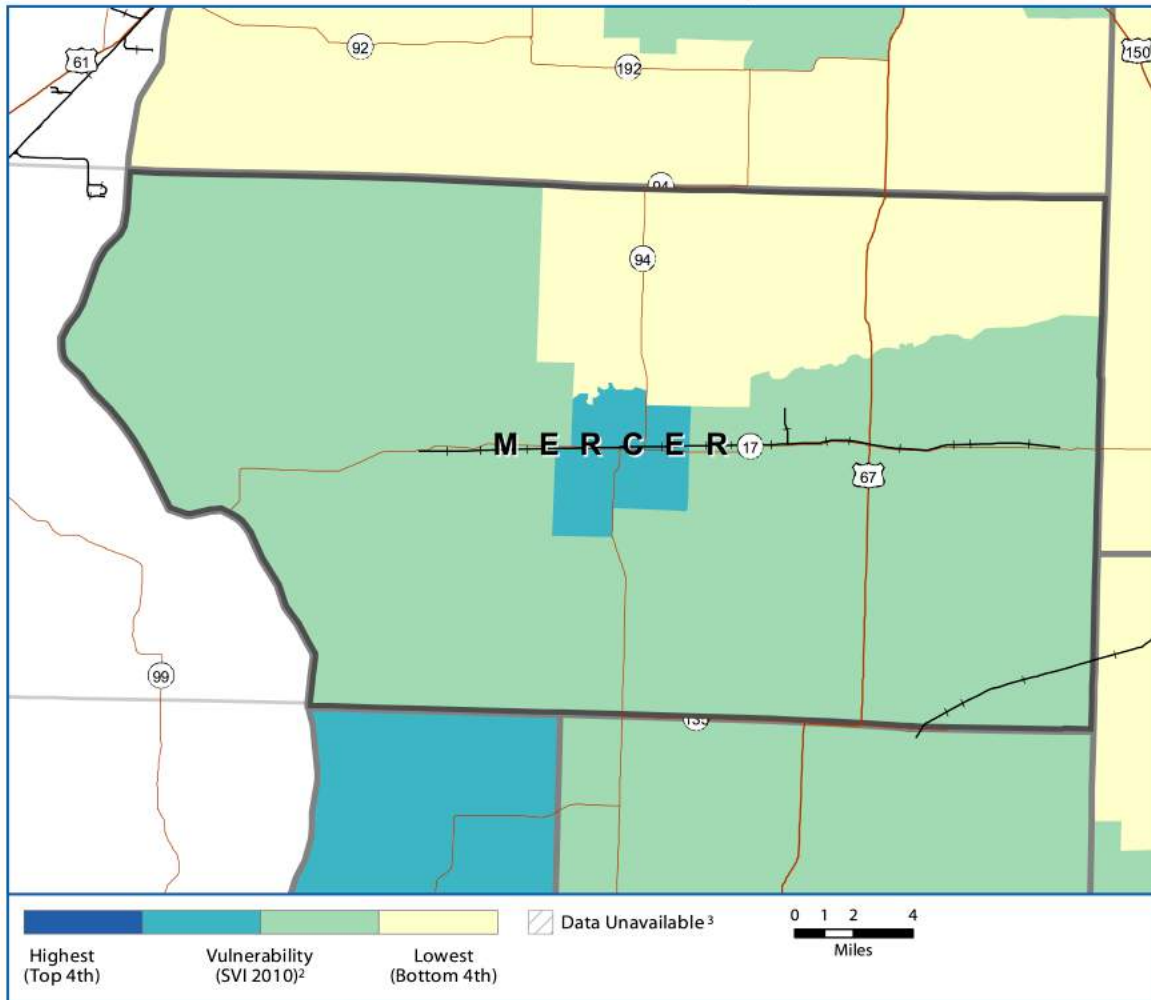 61
92
192
150
94
94
MERCER
17
67
99
135
Data Unavailable³
0 1 2 4
Miles
Highest
(Top 4th)
Vulnerability
(SVI 2010)²
Lowest
(Bottom 4th)